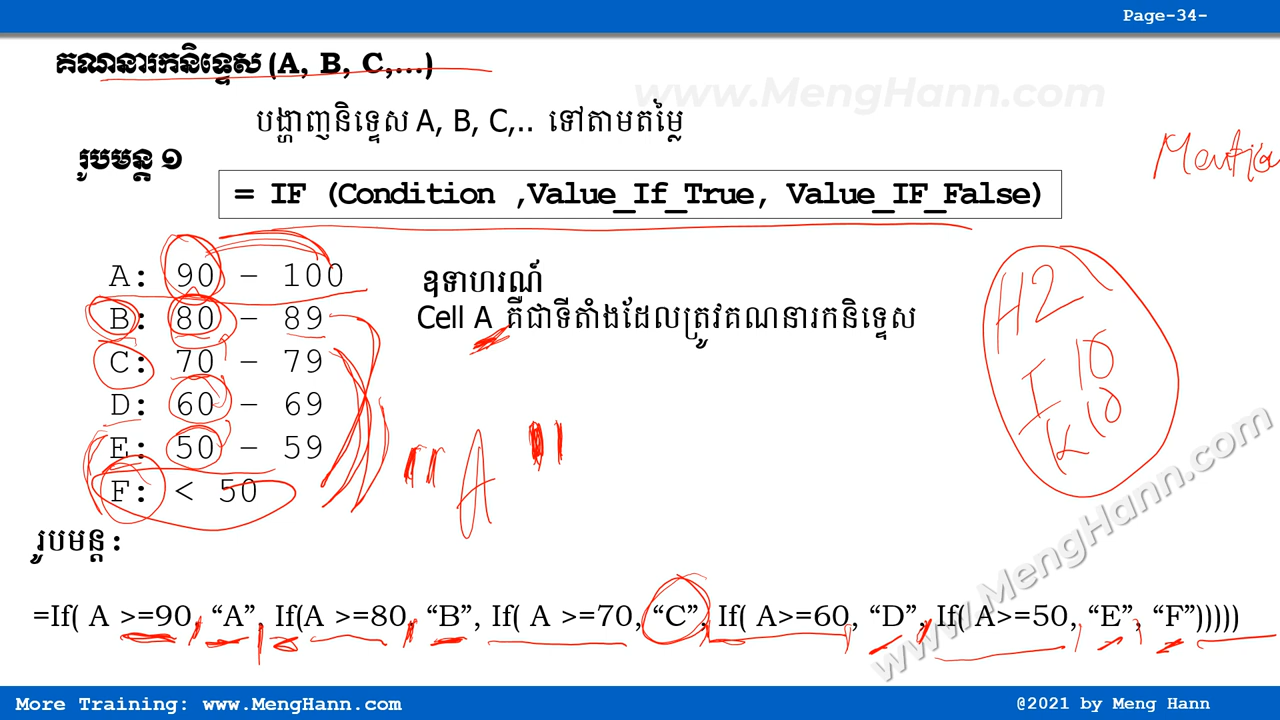 Page-34-
គណនារកនិទ្ទេស (A, B, C,...)
www.MengHann.com
បង្ហាញនិទ្ទេស A, B, C,.. ទៅតាមតម្លៃ
រូបមន្ត ១
= IF (Condition ,Value_If_True, Value_IF_False)
A: 90 – 100
B: 80 – 89
C: 70 – 79
D: 60 – 69
E: 50 – 59
F: < 50
ឧទាហរណ៍
Cell A គឺជាទីតាំងដែលត្រូវគណនារកនិទ្ទេស
"A"
H2
I 10
K10
www.MengHann.com
រូបមន្ត :
=If( A >=90, “A”, If(A >=80, “B”, If( A >=70, “C”, If( A>=60, “D”, If( A>=50, “E”, “F”)))))
More Training: www.MengHann.com
@2021 by Meng Hann